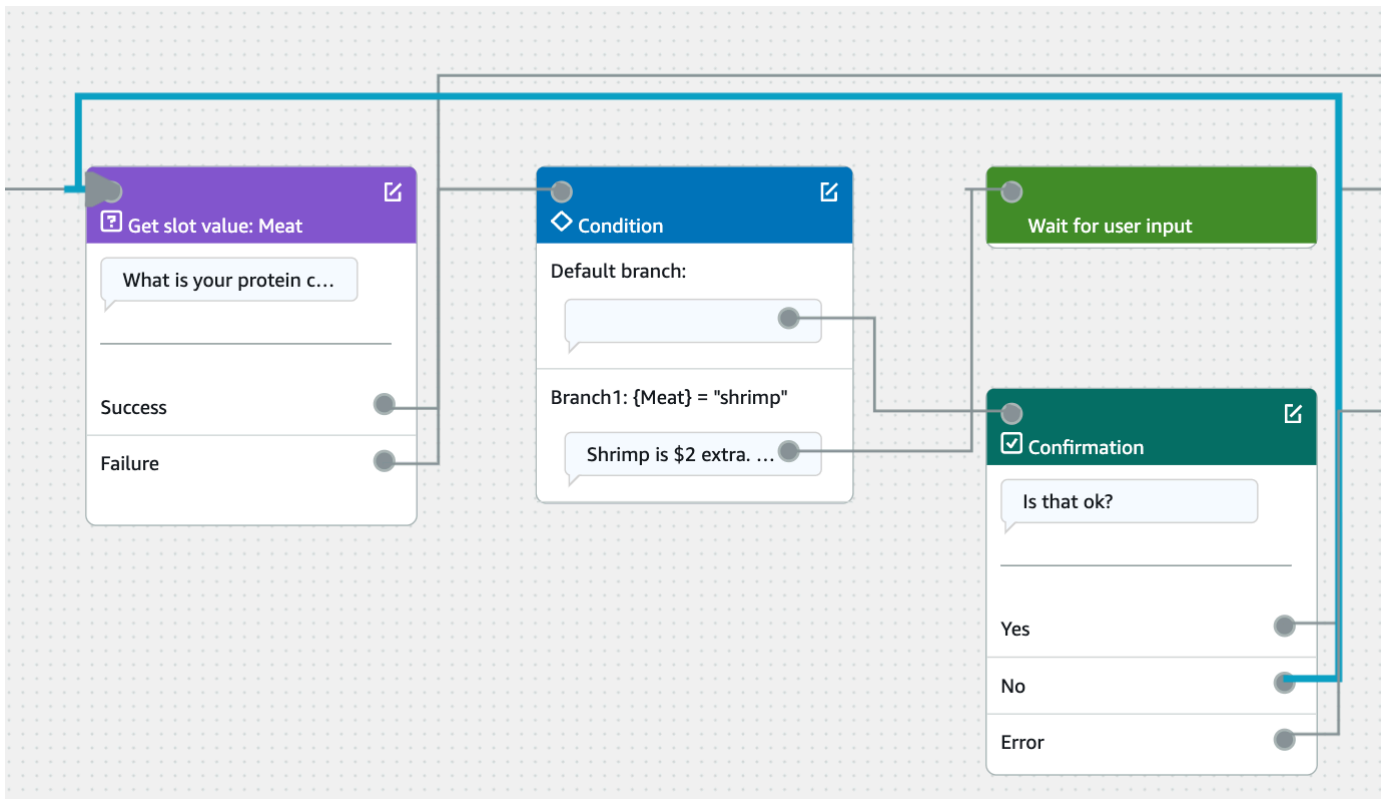 Get slot value: Meat
What is your protein c...
Success
Failure
Condition
Default branch:
Branch1: {Meat} = "shrimp"
Shrimp is $2 extra. ...
Wait for user input
Confirmation
Is that ok?
Yes
No
Error